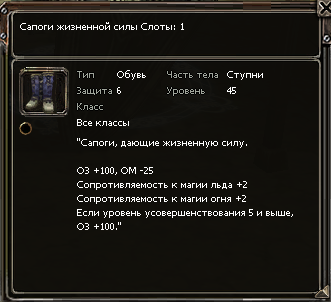 Сапоги жизненной силы Слоты: 1
Тип Обувь Часть тела Ступни
Защита 6 Уровень 45
Класс
Все классы
"Сапоги, дающие жизненную силу.
ОЗ +100, ОМ -25
Сопротивляемость к магии льда +2
Сопротивляемость к магии огня +2
Если уровень усовершенствования 5 и выше,
ОЗ +100."